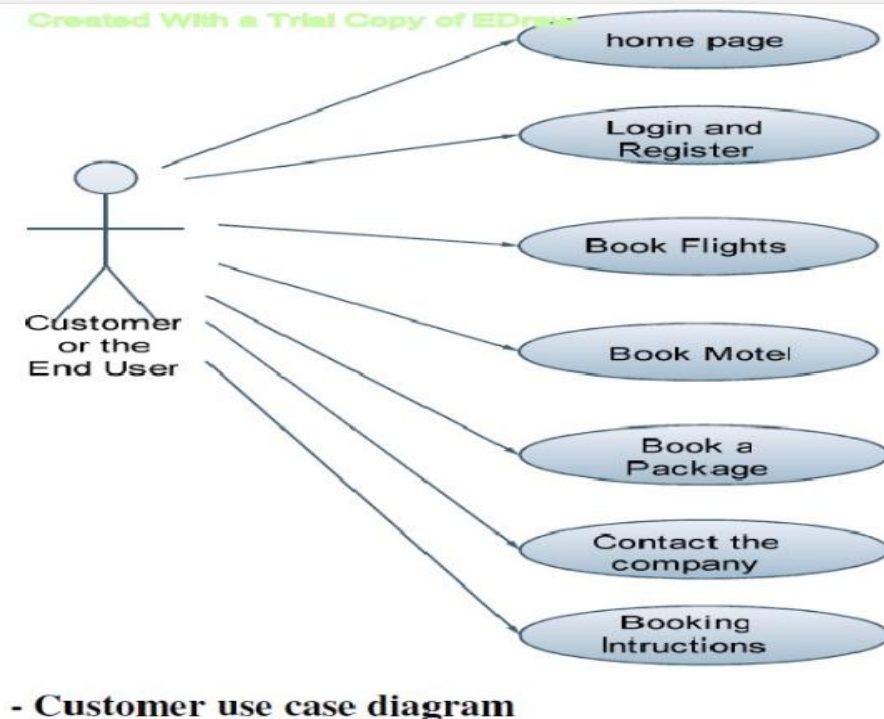 Created With a Trial Copy of EDraw
home page
Login and
Register
Book Flights
Book Motel
Book a
Package
Contact the
company
Booking
Intructions
Customer
or the
End User
- Customer use case diagram